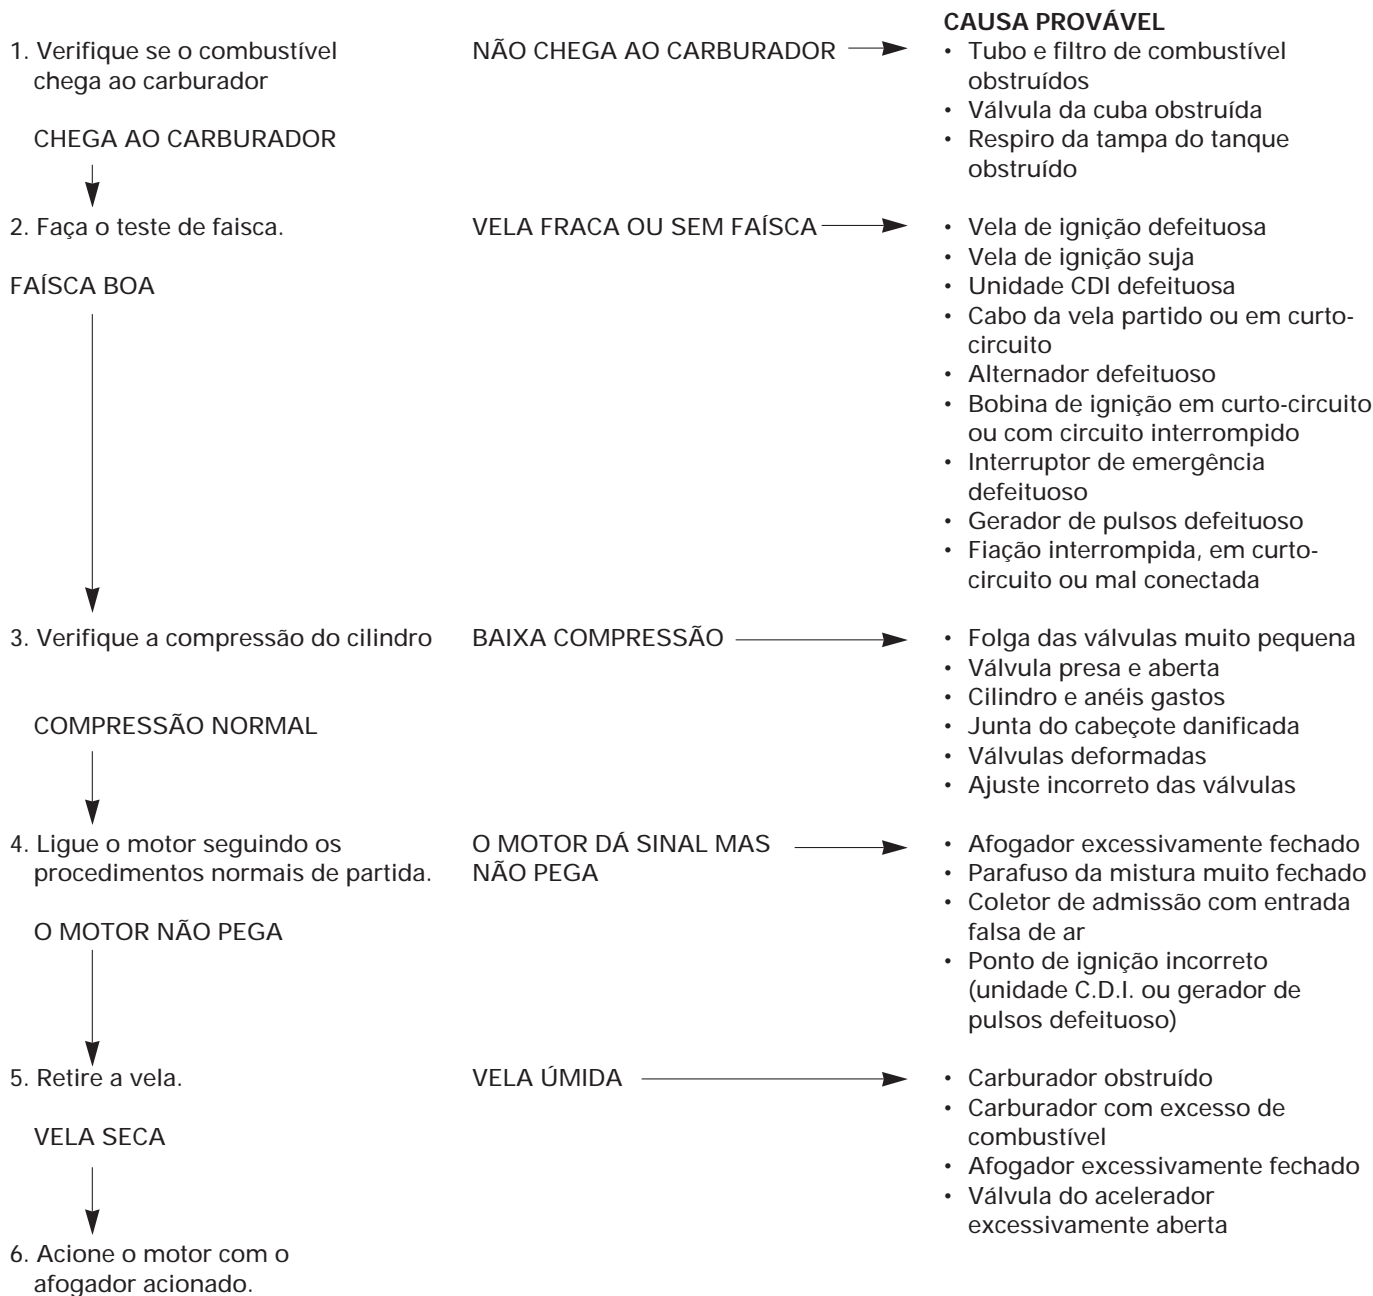 CAUSA PROVÁVEL
1. Verifique se o combustível
chega ao carburador
NÃO CHEGA AO CARBURADOR
• Tubo e filtro de combustível
obstruídos
• Válvula da cuba obstruída
• Respiro da tampa do tanque
obstruído
CHEGA AO CARBURADOR
2. Faça o teste de faisca.
VELA FRACA OU SEM FAÍSCA
• Vela de ignição defeituosa
• Vela de ignição suja
• Unidade CDI defeituosa
• Cabo da vela partido ou em curto-
circuito
• Alternador defeituoso
• Bobina de ignição em curto-circuito
ou com circuito interrompido
• Interruptor de emergência
defeituoso
• Gerador de pulsos defeituoso
• Fiação interrompida, em curto-
circuito ou mal conectada
FAÍSCA BOA
3. Verifique a compressão do cilindro
BAIXA COMPRESSÃO
• Folga das válvulas muito pequena
• Válvula presa e aberta
• Cilindro e anéis gastos
• Junta do cabeçote danificada
• Válvulas deformadas
• Ajuste incorreto das válvulas
COMPRESSÃO NORMAL
4. Ligue o motor seguindo os
procedimentos normais de partida.
O MOTOR DÁ SINAL MAS
NÃO PEGA
• Afogador excessivamente fechado
• Parafuso da mistura muito fechado
• Coletor de admissão com entrada
falsa de ar
• Ponto de ignição incorreto
(unidade C.D.I. ou gerador de
pulsos defeituoso)
O MOTOR NÃO PEGA
5. Retire a vela.
VELA ÚMIDA
• Carburador obstruído
• Carburador com excesso de
combustível
• Afogador excessivamente fechado
• Válvula do acelerador
excessivamente aberta
VELA SECA
6. Acione o motor com o
afogador acionado.